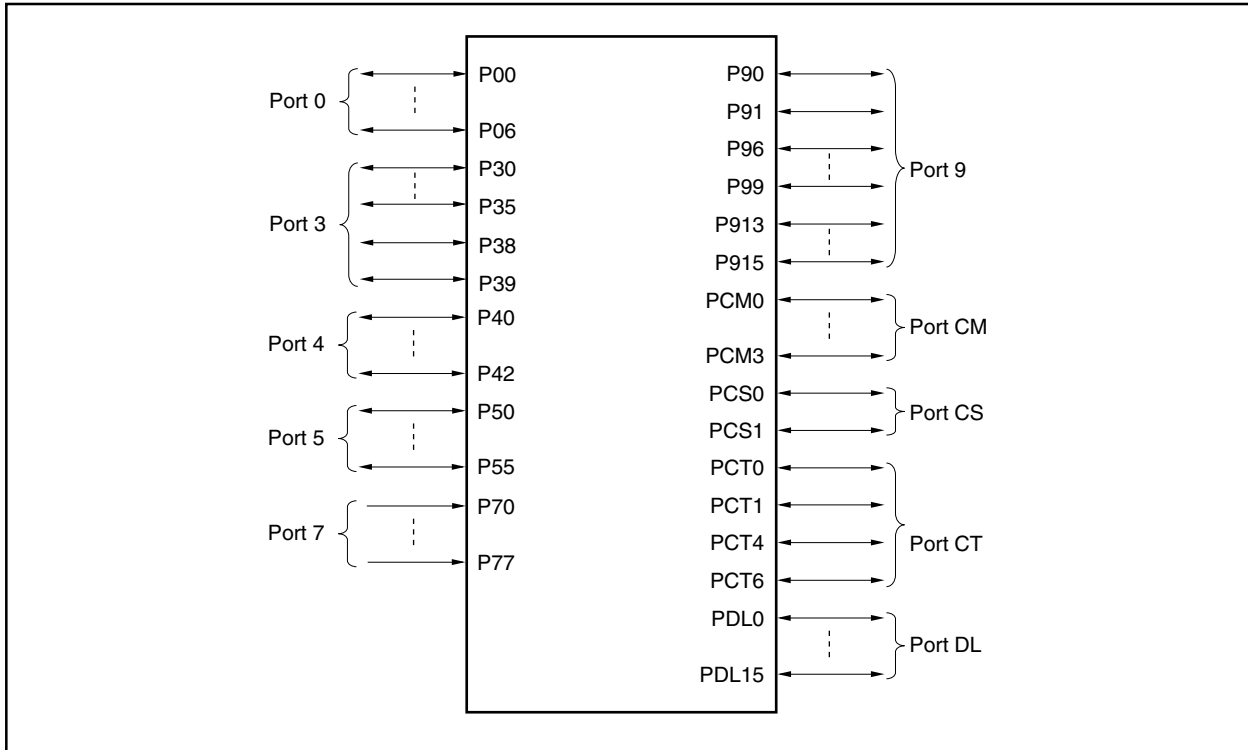 Port 0
P00
P06
Port 3
P30
P35
P38
P39
Port 4
P40
P42
Port 5
P50
P55
Port 7
P70
P77
P90
P91
P96
P99
P913
P915
Port 9
PCM0
PCM3
Port CM
PCS0
PCS1
Port CS
PCT0
PCT1
PCT4
PCT6
Port CT
PDL0
PDL15
Port DL